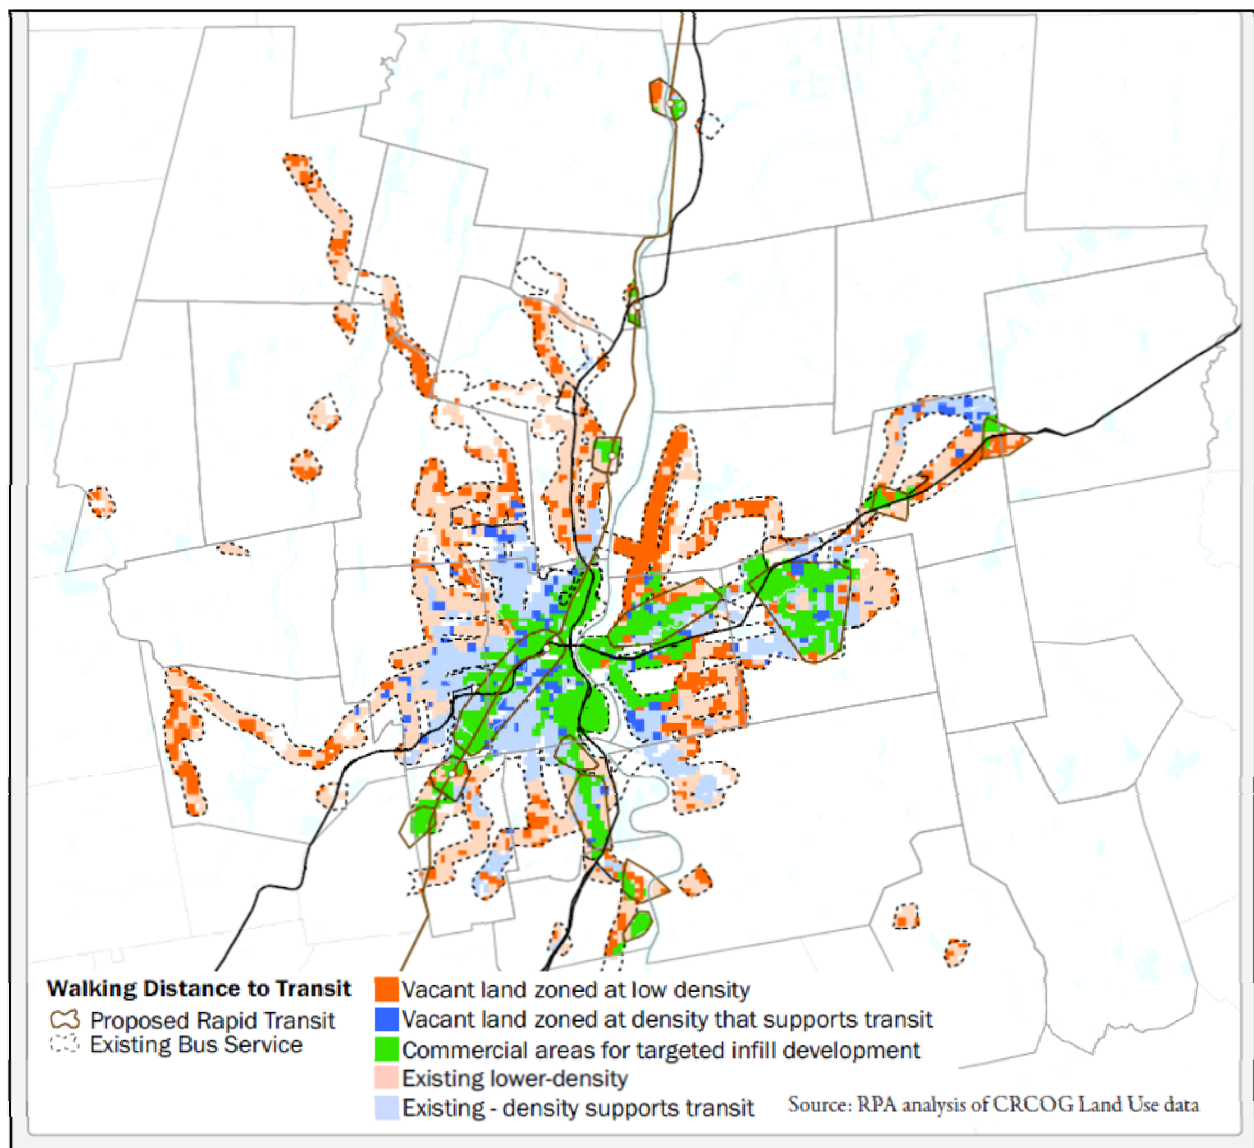 Walking Distance to Transit
Proposed Rapid Transit
Existing Bus Service
Vacant land zoned at low density
Vacant land zoned at density that supports transit
Commercial areas for targeted infill development
Existing lower-density
Existing - density supports transit
Source: RPA analysis of CRCOG Land Use data